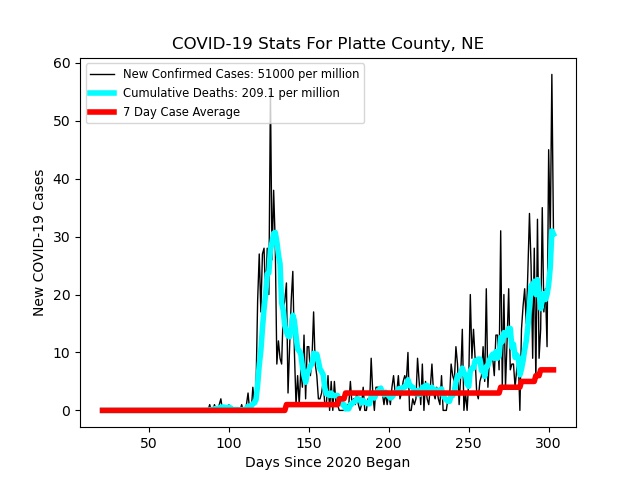 COVID-19 Stats For Platte County, NE
New Confirmed Cases: 51000 per million
Cumulative Deaths: 209.1 per million
7 Day Case Average
60
50
40
30
20
10
0
New COVID-19 Cases
50 100 150 200 250 300
Days Since 2020 Began